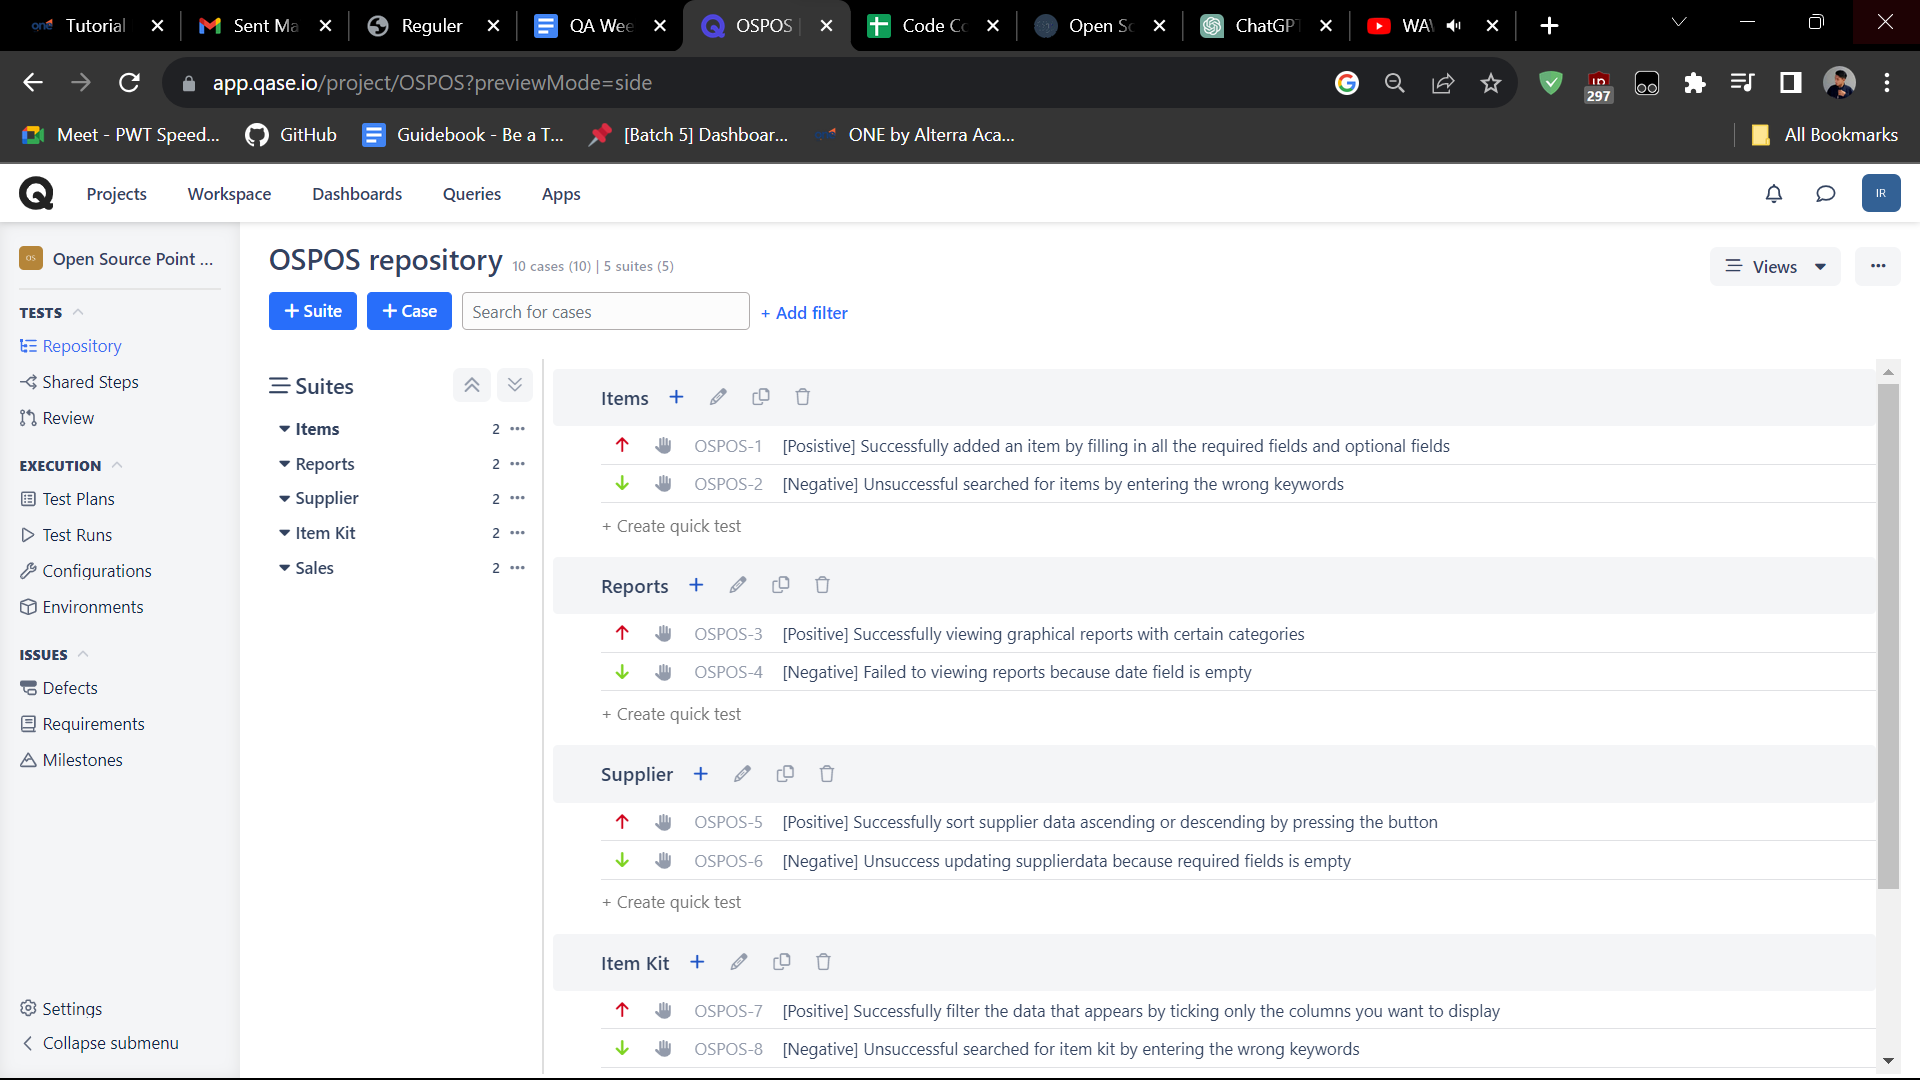 one Tutorial
Sent Ma
Reguler
QA Wee
OSPOS |
Code Co
Open So
ChatGPT
WAV
app.qase.io/project/OSPOS?previewMode=side
297
Meet - PWT Speed...
GitHub
Guidebook - Be a T...
[Batch 5] Dashboar...
ONE by Alterra Aca...
All Bookmarks
Projects
Workspace
Dashboards
Queries
Apps
IR
OS Open Source Point ...
TESTS
Repository
Shared Steps
Review
EXECUTION
Test Plans
Test Runs
Configurations
Environments
ISSUES
Defects
Requirements
Milestones
Settings
Collapse submenu
OSPOS repository 10 cases (10) | 5 suites (5)
Views
+ Suite
+ Case
Search for cases
+ Add filter
Suites
Items 2
Reports 2
Supplier 2
Item Kit 2
Sales 2
Items
OSPOS-1 [Posistive] Successfully added an item by filling in all the required fields and optional fields
OSPOS-2 [Negative] Unsuccessful searched for items by entering the wrong keywords
+ Create quick test
Reports
OSPOS-3 [Positive] Successfully viewing graphical reports with certain categories
OSPOS-4 [Negative] Failed to viewing reports because date field is empty
+ Create quick test
Supplier
OSPOS-5 [Positive] Successfully sort supplier data ascending or descending by pressing the button
OSPOS-6 [Negative] Unsuccess updating supplierdata because required fields is empty
+ Create quick test
Item Kit
OSPOS-7 [Positive] Successfully filter the data that appears by ticking only the columns you want to display
OSPOS-8 [Negative] Unsuccessful searched for item kit by entering the wrong keywords